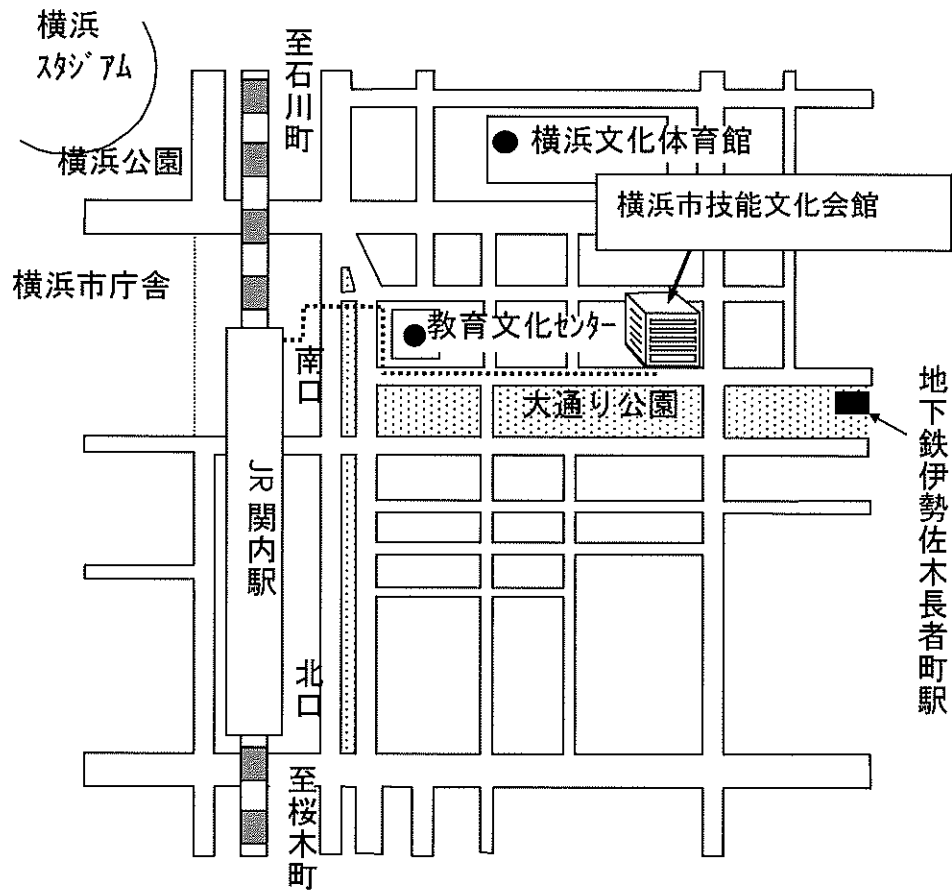 横浜
ｽﾀｼﾞｱﾑ
至石川町
横浜公園
横浜文化体育館
横浜市技能文化会館
横浜市庁舎
教育文化ｾﾝﾀｰ
南口
大通り公園
地下鉄伊勢佐木長者町駅
JR関内駅
北口
至桜木町